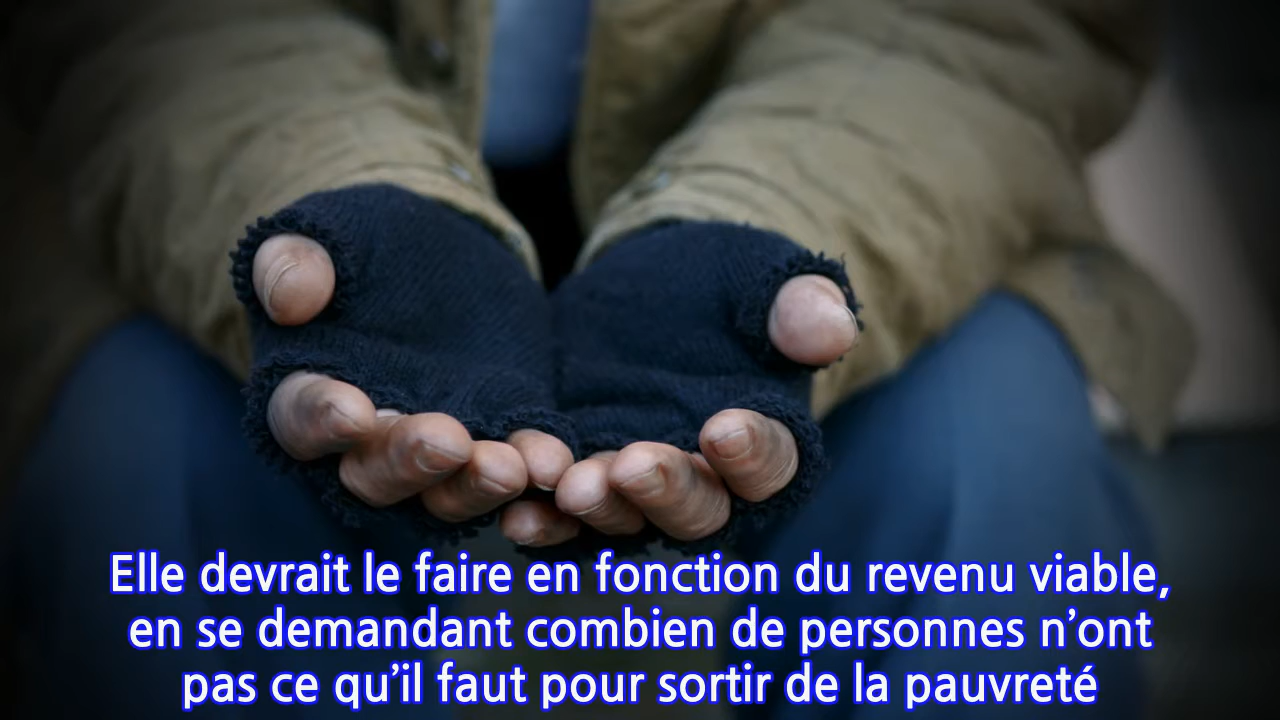 Elle devrait le faire en fonction du revenu viable,
en se demandant combien de personnes n’ont
pas ce qu’il faut pour sortir de la pauvreté